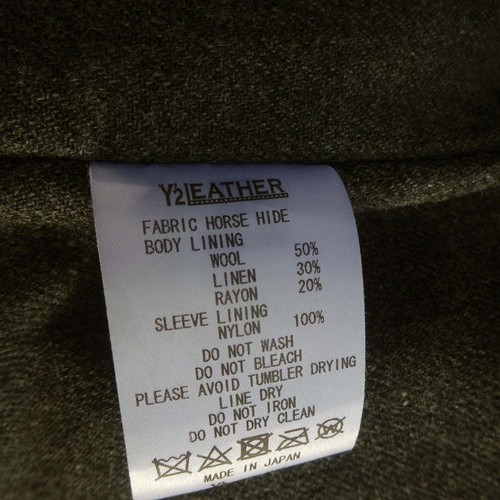 Y'2 LEATHER
FABRIC HORSE HIDE
BODY LINING
WOOL 50%
LINEN 30%
RAYON 20%
SLEEVE LINING
NYLON 100%
DO NOT WASH
DO NOT BLEACH
PLEASE AVOID TUMBLER DRYING
LINE DRY
DO NOT IRON
DO NOT DRY CLEAN
MADE IN JAPAN